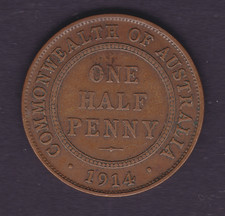 COMMONWEALTH OF AUSTRALIA
ONE
HALF
PENNY
· 1914 ·